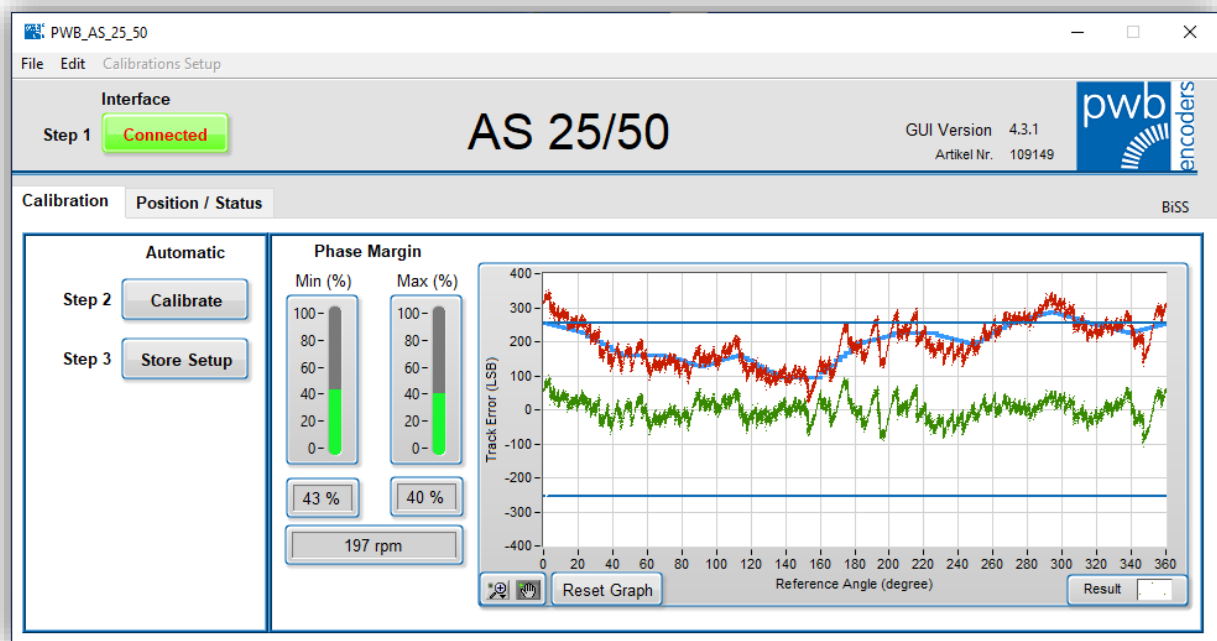 PWB_AS_25_50
File Edit Calibrations Setup
Interface
Step 1 Connected
AS 25/50
GUI Version 4.3.1
Artikel Nr. 109149
pwb
encoders
Calibration Position / Status
BiSS
Automatic
Step 2 Calibrate
Step 3 Store Setup
Phase Margin
Min (%) Max (%)
100- 100-
80- 80-
60- 60-
40- 40-
20- 20-
0- 0-
43 % 40 %
197 rpm
Track Error (LSB)
400
300
200
100
0
-100
-200
-300
-400
0 20 40 60 80 100 120 140 160 180 200 220 240 260 280 300 320 340 360
Reference Angle (degree)
Reset Graph
Result